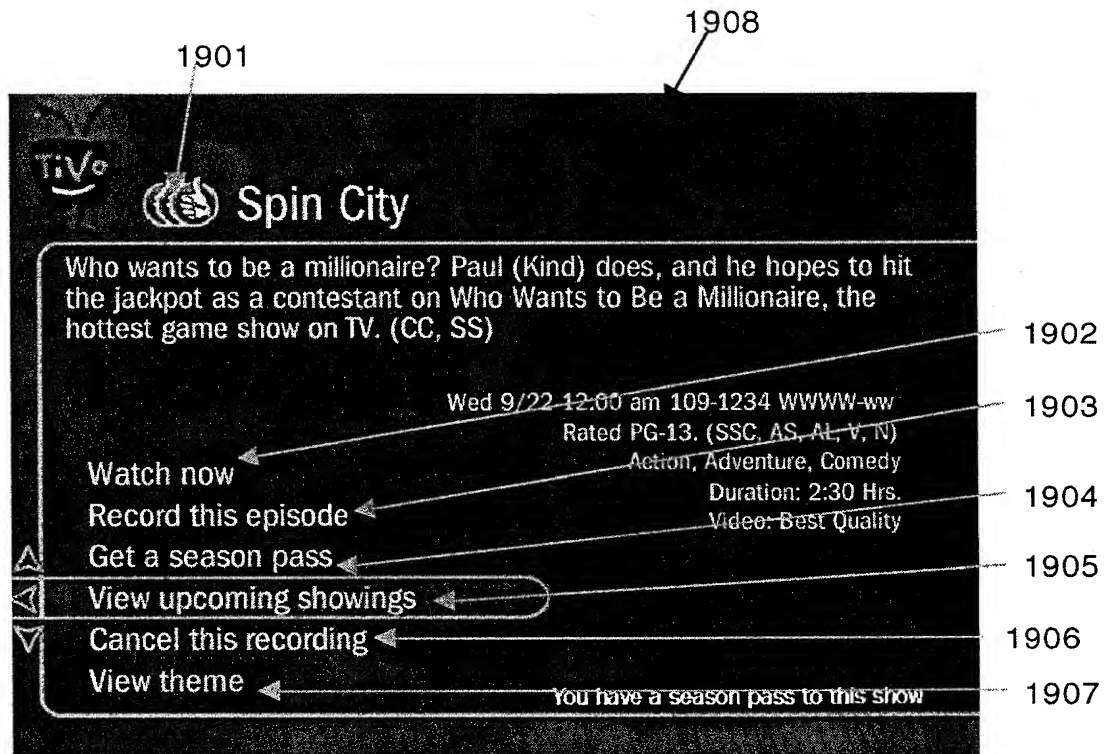 1908
1901
TiVo
Spin City
Who wants to be a millionaire? Paul (Kind) does, and he hopes to hit
the jackpot as a contestant on Who Wants to Be a Millionaire, the
hottest game show on TV. (CC, SS)
1902
Wed 9/22 12:00 am 109-1234 WWWW-ww
1903
Rated PG-13. (SSC, AS, AL, V, N)
Action, Adventure, Comedy
Watch now
Duration: 2:30 Hrs.
1904
Record this episode
Video: Best Quality
Get a season pass
1905
View upcoming showings
Cancel this recording
1906
View theme
You have a season pass to this show
1907